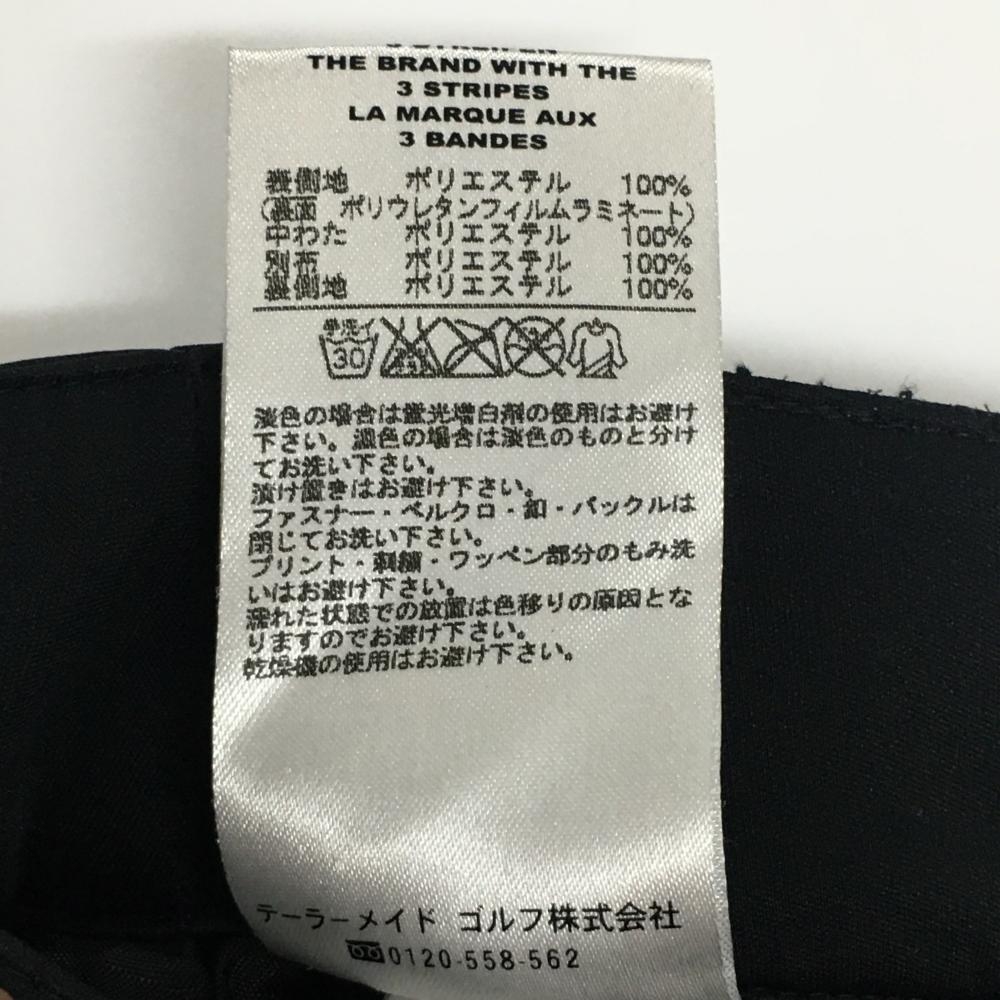 THE BRAND WITH THE
3 STRIPES
LA MARQUE AUX
3 BANDES
表側地 ポリエステル 100%
(裏面 ポリウレタンフィルムラミネート)
中わた ポリエステル 100%
別布 ポリエステル 100%
裏側地 ポリエステル 100%
手洗イ
30
淡色の場合は蛍光増白剤の使用はお避け
下さい。濃色の場合は淡色のものと分け
てお洗い下さい。
漬け置きはお避け下さい。
ファスナー・ベルクロ・釦・バックルは
閉じてお洗い下さい。
プリント・刺繍・ワッペン部分のもみ洗
いはお避け下さい。
濡れた状態での放置は色移りの原因とな
りますのでお避け下さい。
乾燥機の使用はお避け下さい。
テーラーメイド ゴルフ株式会社
0120-558-562